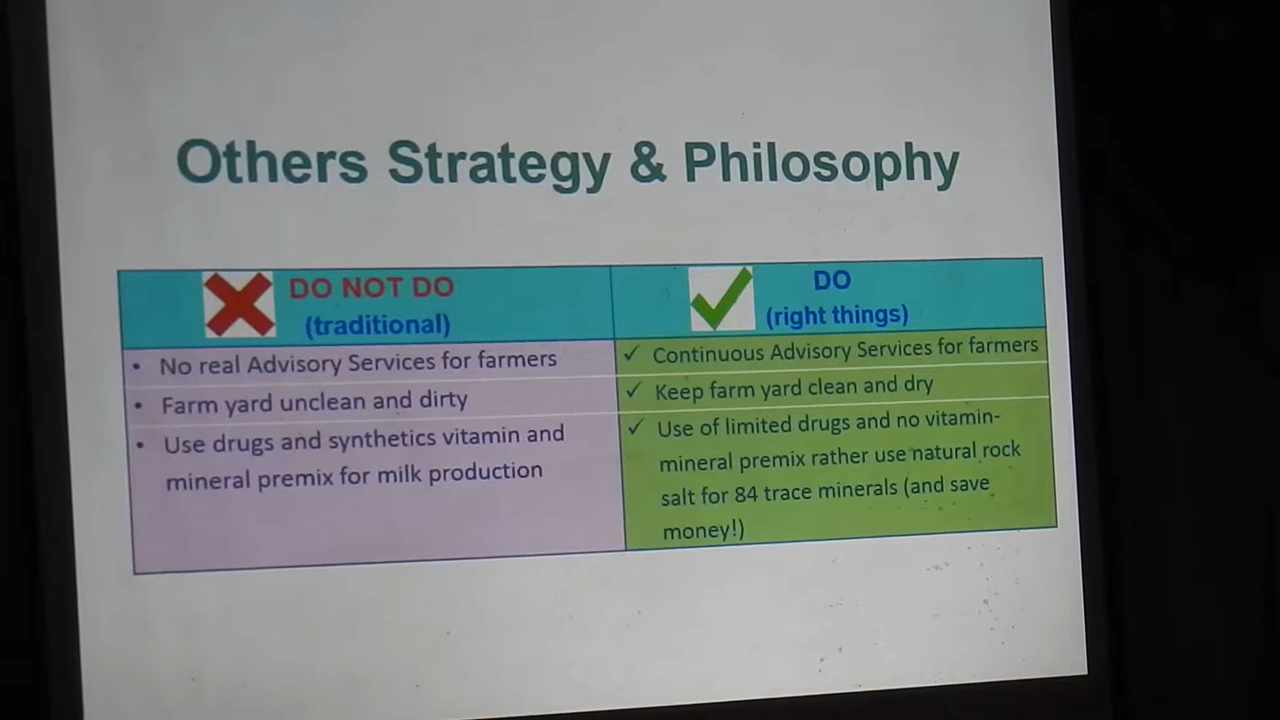 Others Strategy & Philosophy
DO NOT DO
(traditional)
DO
(right things)
• No real Advisory Services for farmers
• Farm yard unclean and dirty
• Use drugs and synthetics vitamin and
mineral premix for milk production
✓ Continuous Advisory Services for farmers
✓ Keep farm yard clean and dry
✓ Use of limited drugs and no vitamin-
mineral premix rather use natural rock
salt for 84 trace minerals (and save
money!)